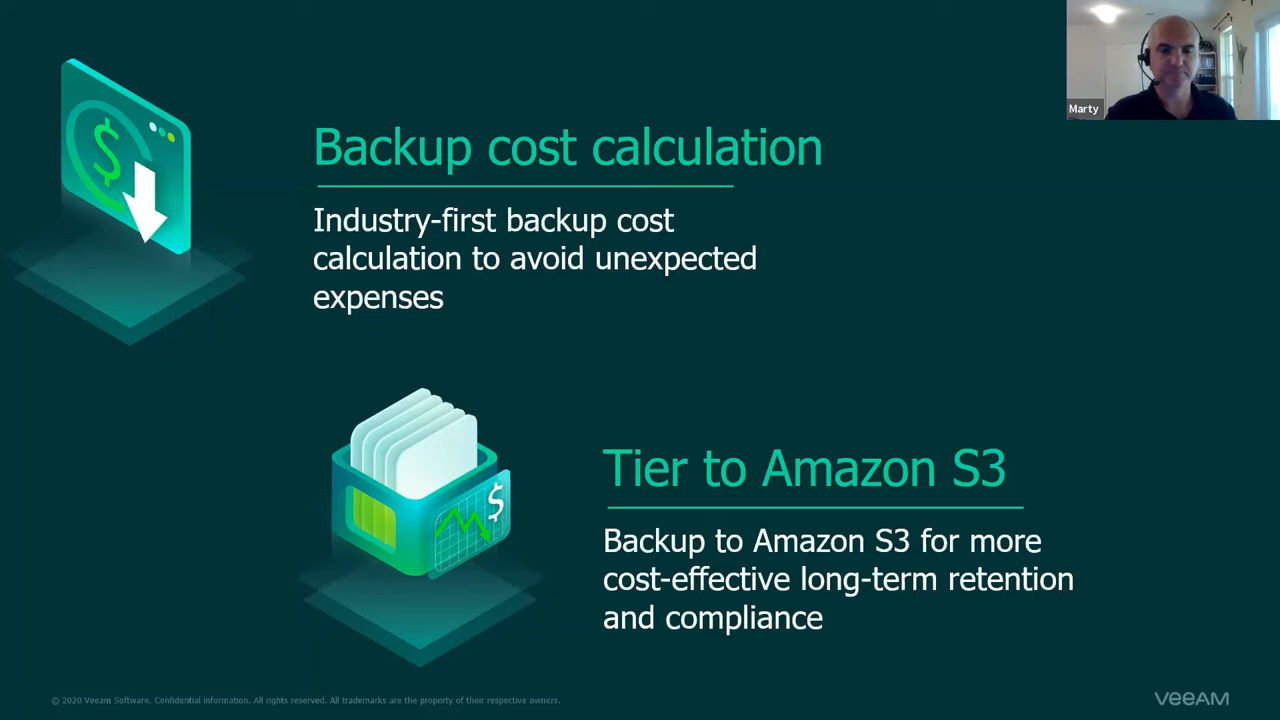 Marty
Backup cost calculation
Industry-first backup cost
calculation to avoid unexpected
expenses
$
$
Tier to Amazon S3
Backup to Amazon S3 for more
cost-effective long-term retention
and compliance
© 2020 Veeam Software. Confidential information. All rights reserved. All trademarks are the property of their respective owners.
VEEAM